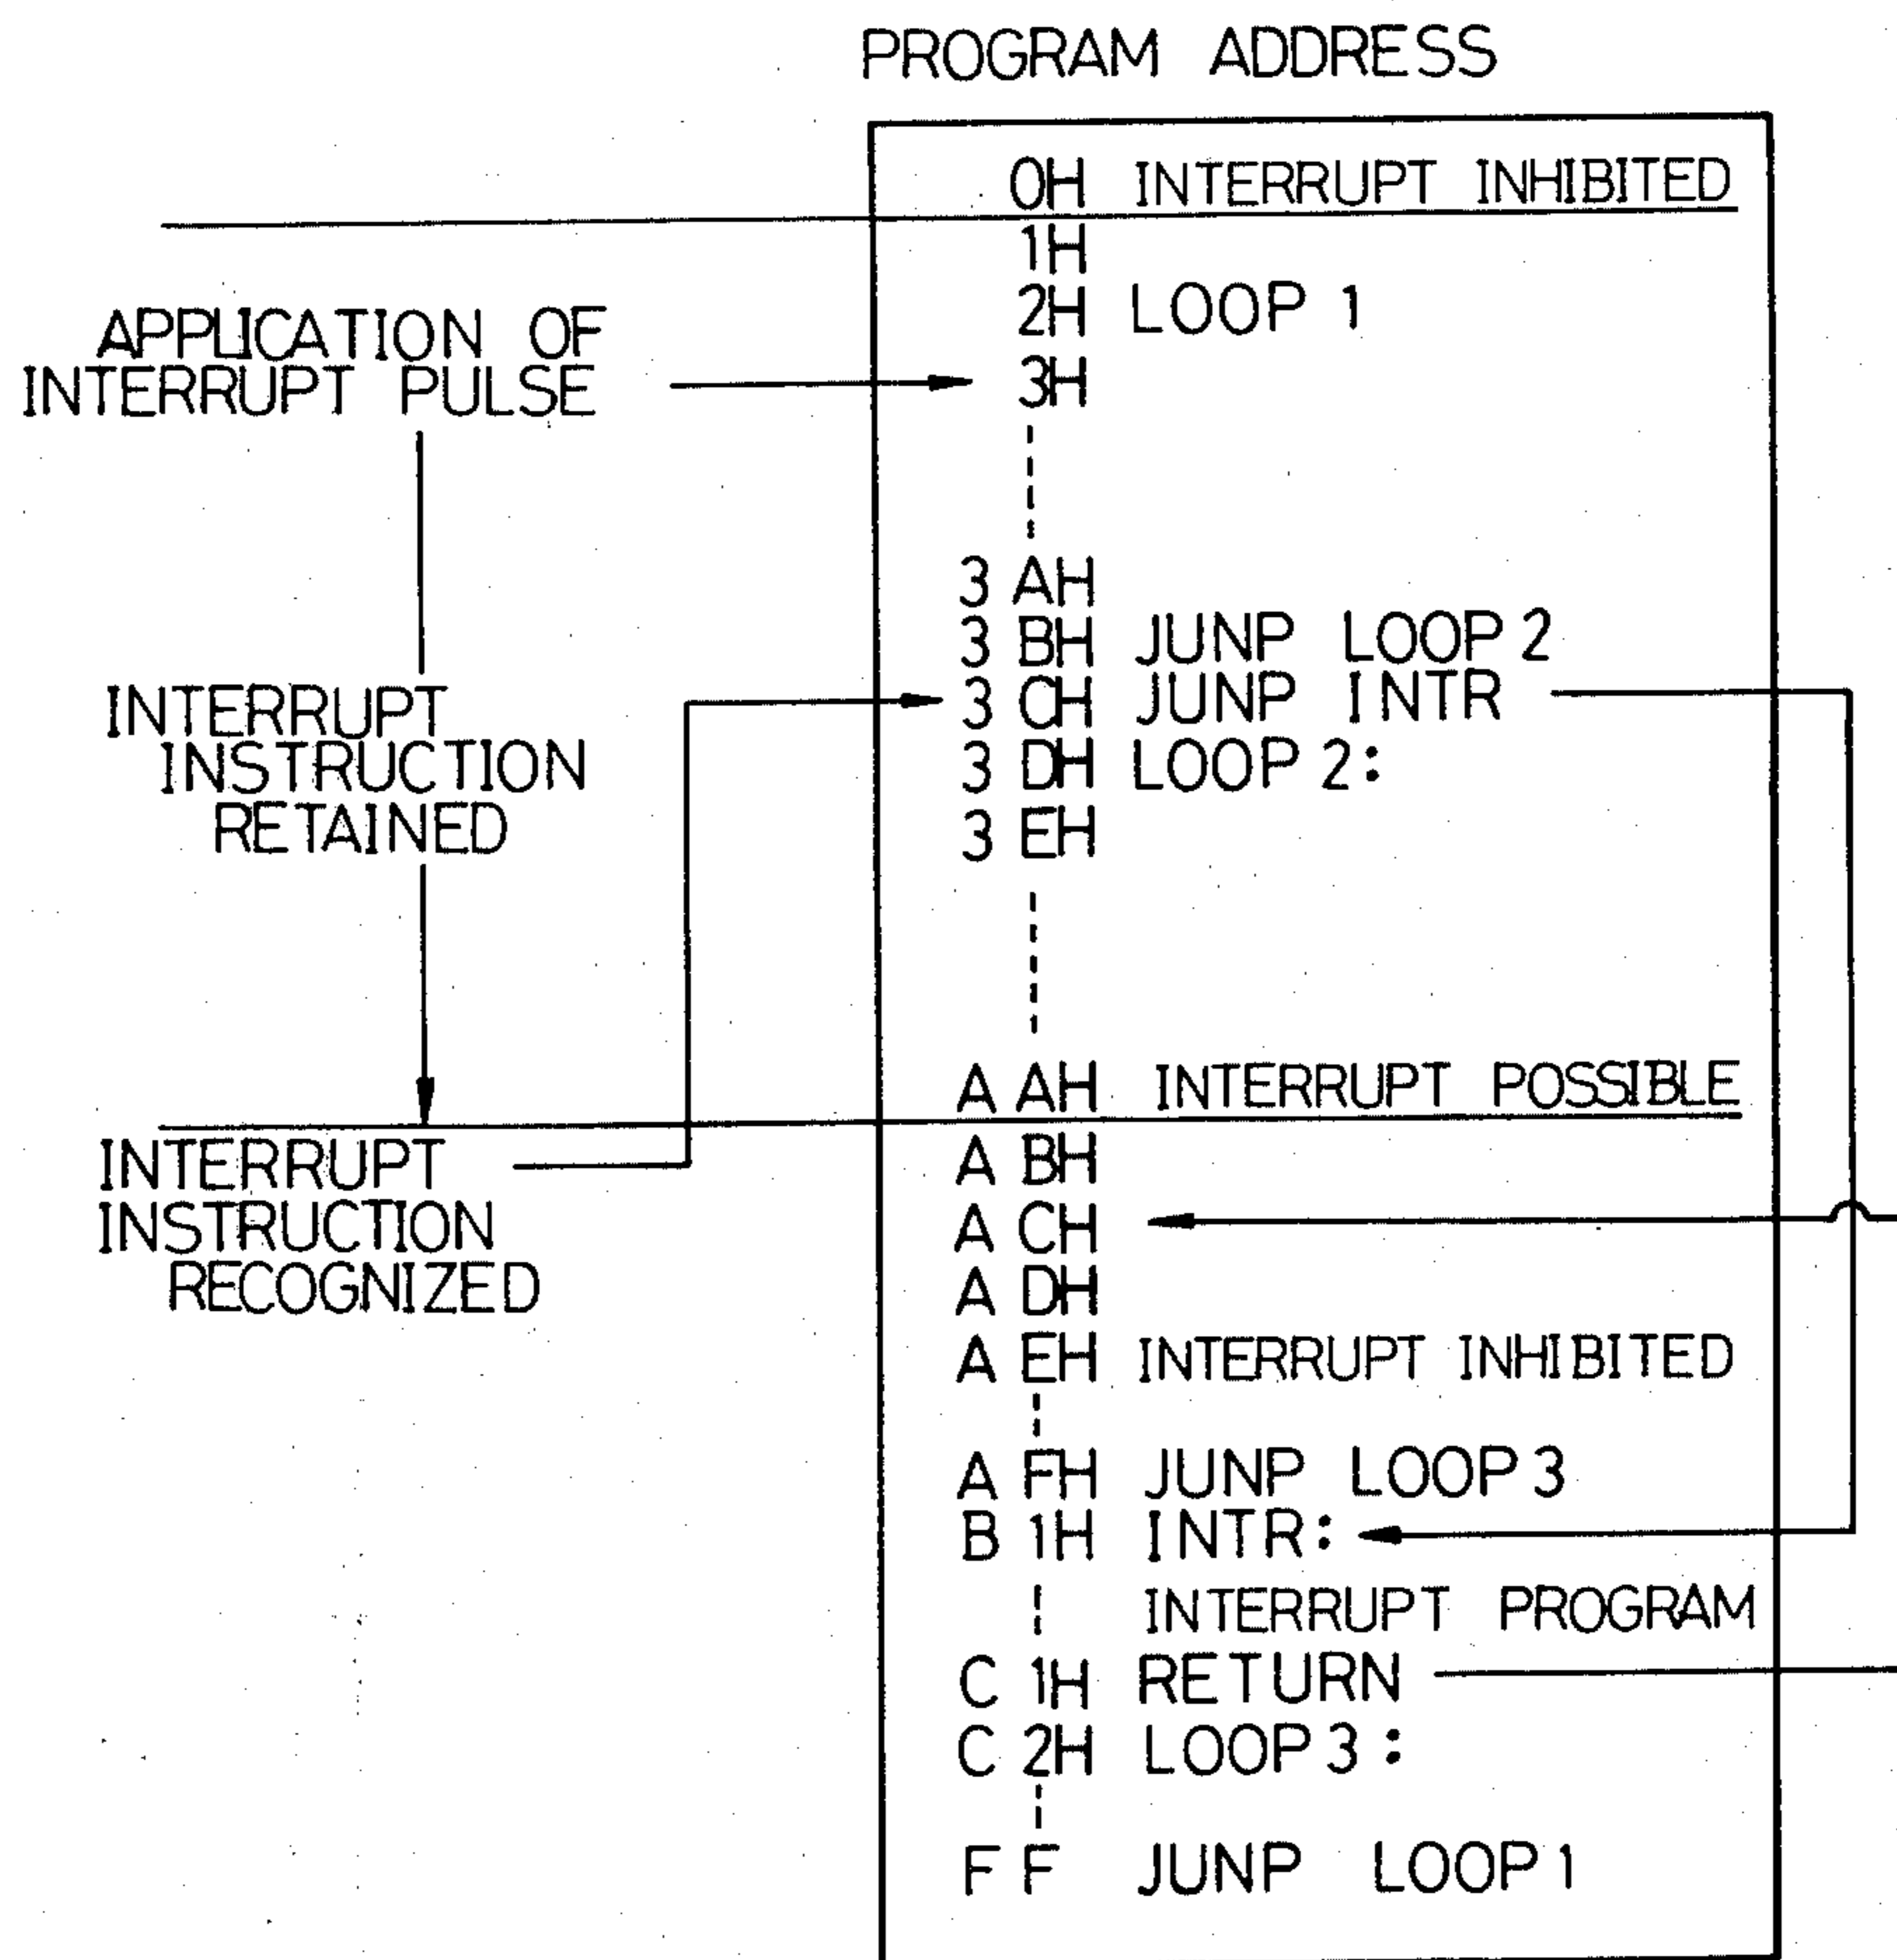 PROGRAM ADDRESS
0H INTERRUPT INHIBITED
1H
2H LOOP 1
APPLICATION OF
INTERRUPT PULSE
3H
3 AH
3 BH JUNP LOOP 2
3 CH JUNP INTR
3 DH LOOP 2:
3 EH
INTERRUPT
INSTRUCTION
RETAINED
A AH INTERRUPT POSSIBLE
A BH
A CH
A DH
A EH INTERRUPT INHIBITED
INTERRUPT
INSTRUCTION
RECOGNIZED
A FH JUNP LOOP 3
B 1H INTR:
INTERRUPT PROGRAM
C 1H RETURN
C 2H LOOP 3 :
F F JUNP LOOP 1